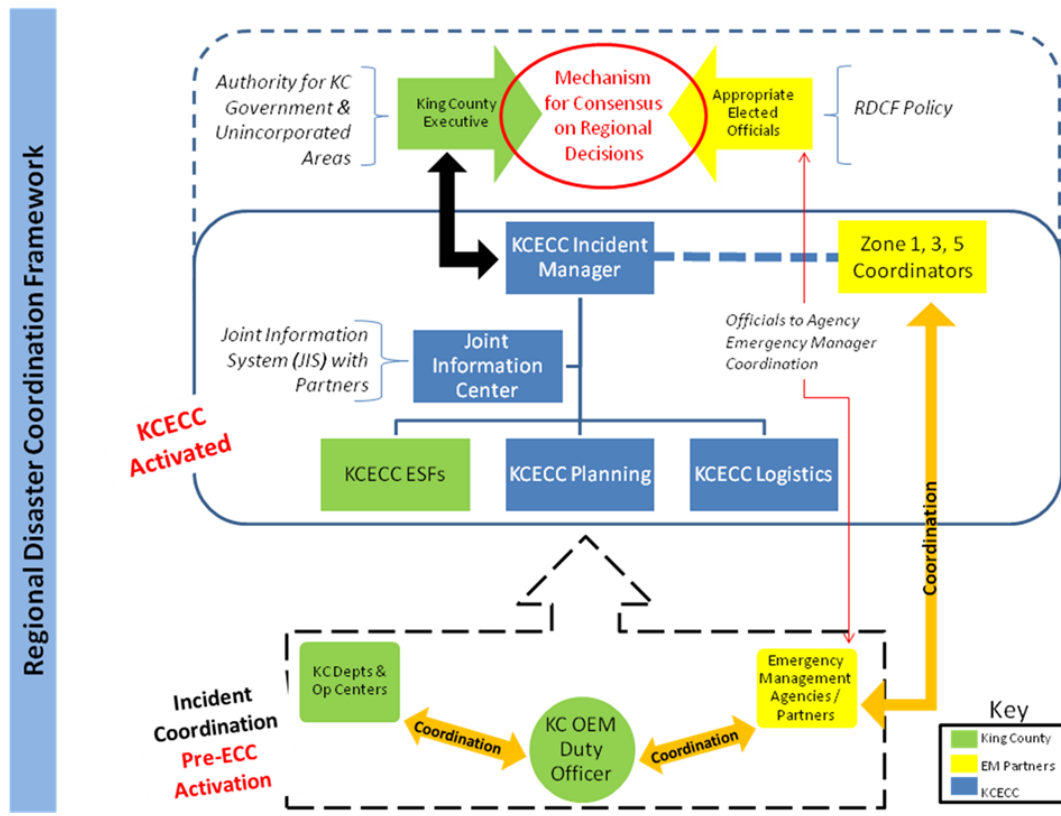 Regional Disaster Coordination Framework
Authority for KC
Government &
Unincorporated
Areas
King County
Executive
Mechanism
for Consensus
on Regional
Decisions
Appropriate
Elected
Officials
RDCF Policy
KCECC Incident
Manager
Zone 1, 3, 5
Coordinators
Joint Information
System (JIS) with
Partners
Joint
Information
Center
Officials to Agency
Emergency Manager
Coordination
KCECC
Activated
KCECC ESFs
KCECC Planning
KCECC Logistics
Coordination
Incident
Coordination
Pre-ECC
Activation
KC Depts &
Op Centers
Coordination
KC OEM
Duty
Officer
Coordination
Emergency
Management
Agencies /
Partners
Key
King County
EM Partners
KCECC